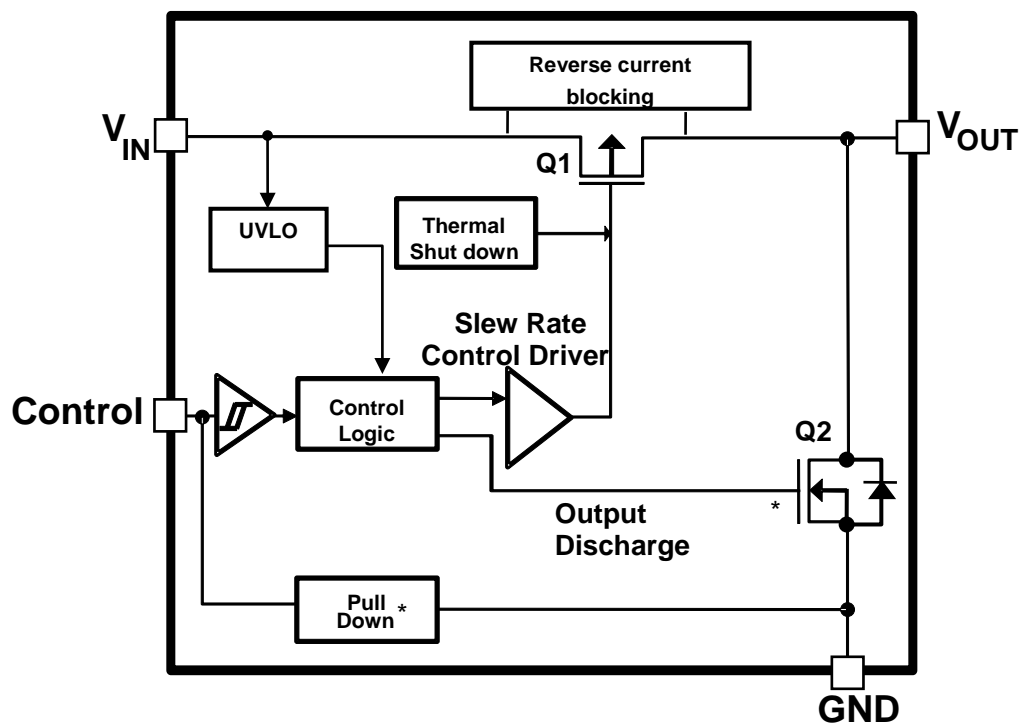 Reverse current
blocking
VIN
VOUT
Q1
UVLO
Thermal
Shut down
Slew Rate
Control Driver
Control
Control
Logic
Q2
*
Output
Discharge
Pull
Down *
GND